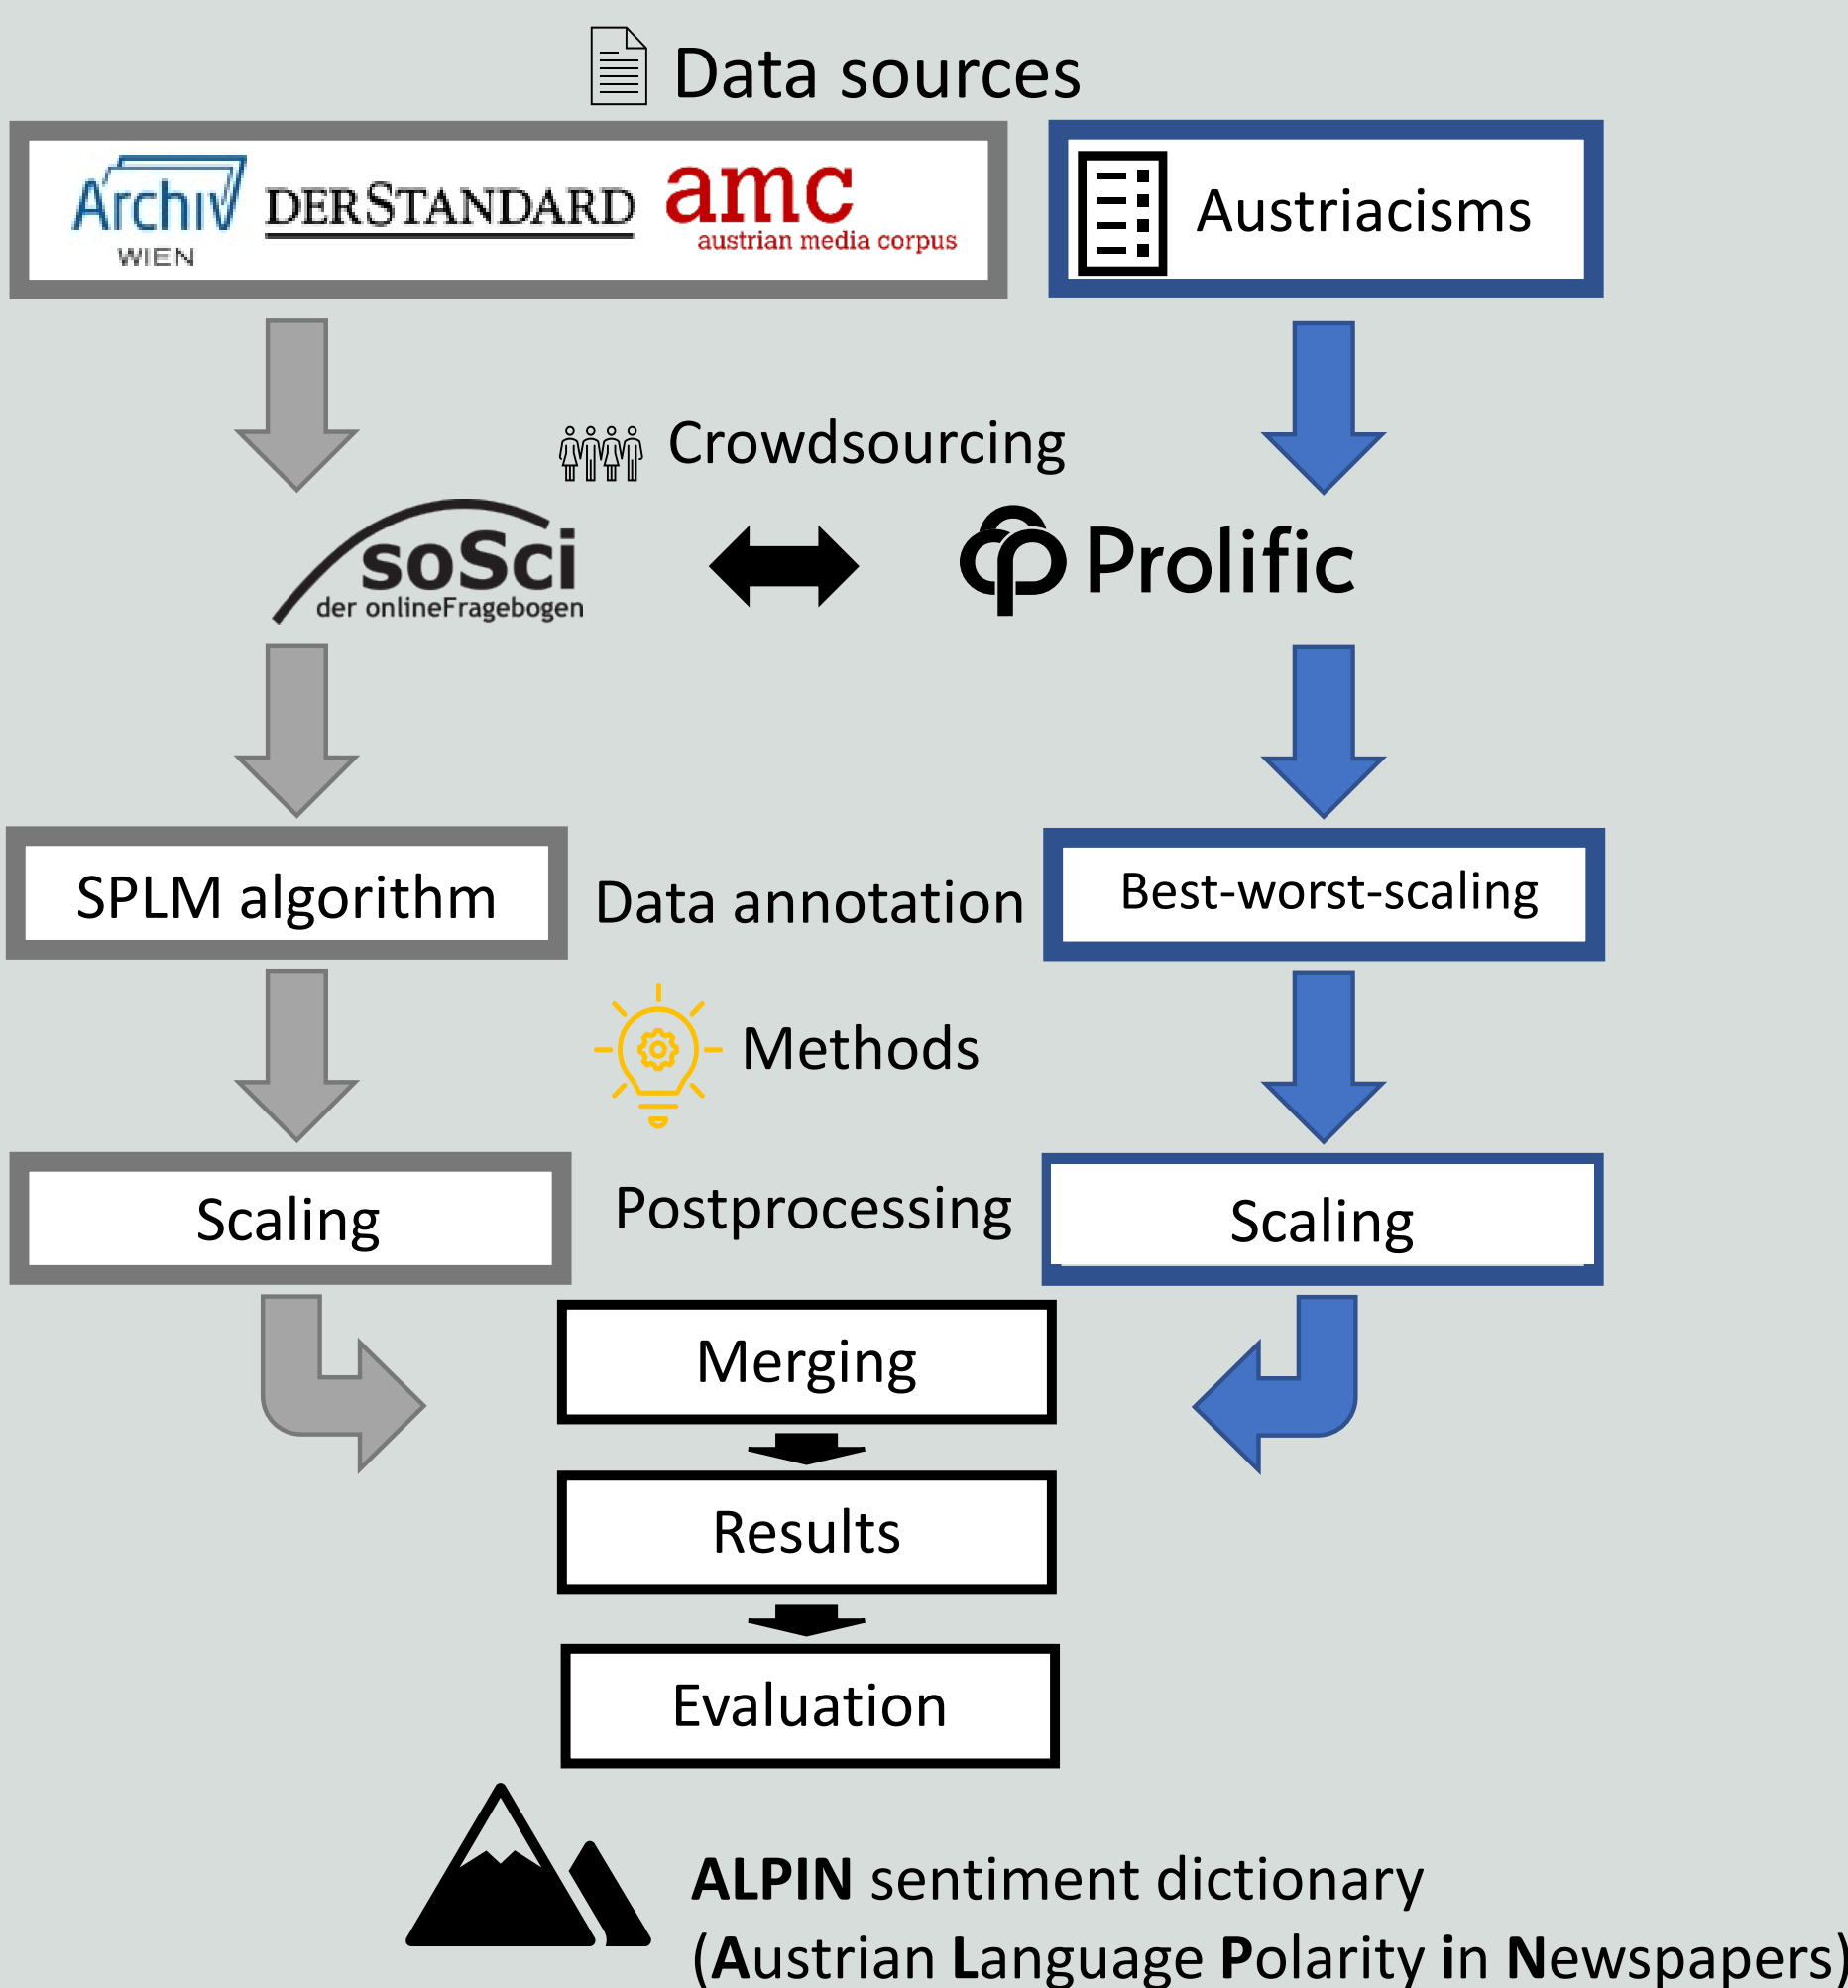 Data sources
Archiv
WIEN
DERSTANDARD
amc
austrian media corpus
Austriacisms
Crowdsourcing
soSci
der onlineFragebogen
Prolific
SPLM algorithm
Data annotation
Best-worst-scaling
Methods
Scaling
Postprocessing
Scaling
Merging
Results
Evaluation
ALPIN sentiment dictionary
(Austrian Language Polarity in Newspapers)